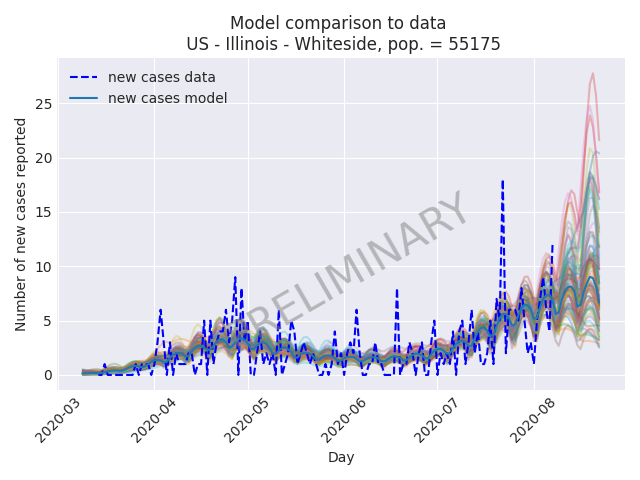 Model comparison to data
US - Illinois - Whiteside, pop. = 55175
new cases data
new cases model
PRELIMINARY
Number of new cases reported
25
20
15
10
5
0
2020-03
2020-04
2020-05
2020-06
2020-07
2020-08
Day